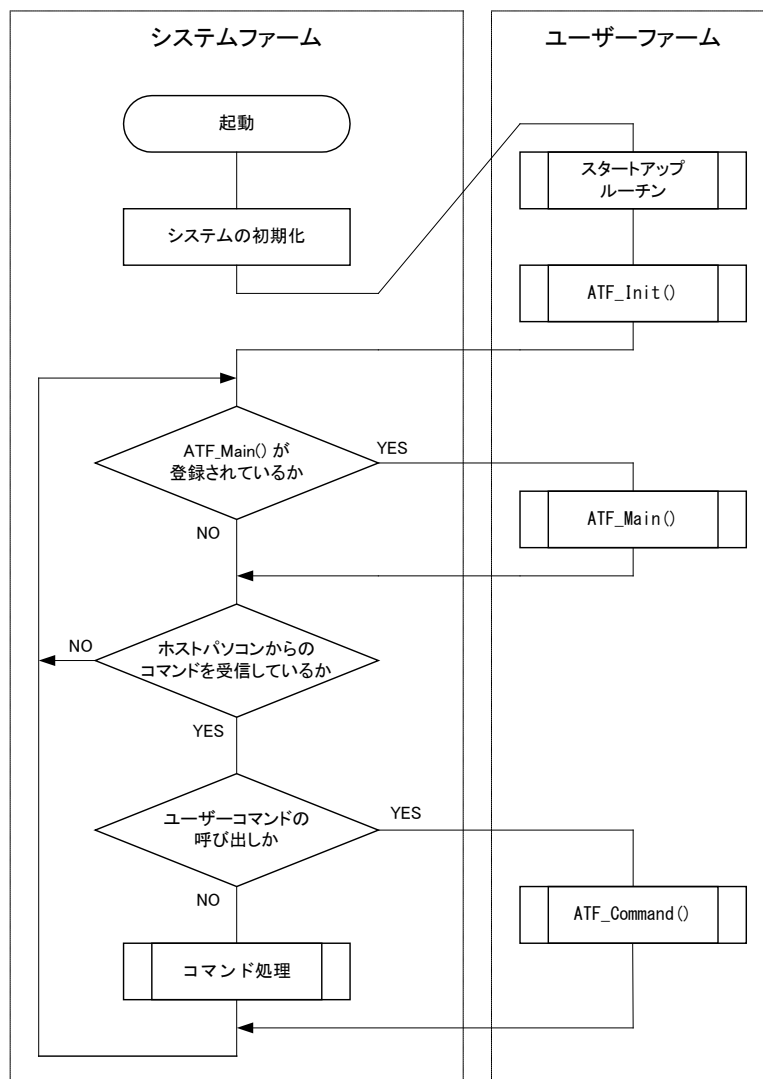 システムファーム
ユーザーファーム
起動
スタートアップ
ルーチン
システムの初期化
ATF_Init()
ATF_Main() が
登録されているか
YES
ATF_Main()
NO
ホストパソコンからの
コマンドを受信しているか
NO
YES
ユーザーコマンドの
呼び出しか
YES
NO
ATF_Command()
コマンド処理